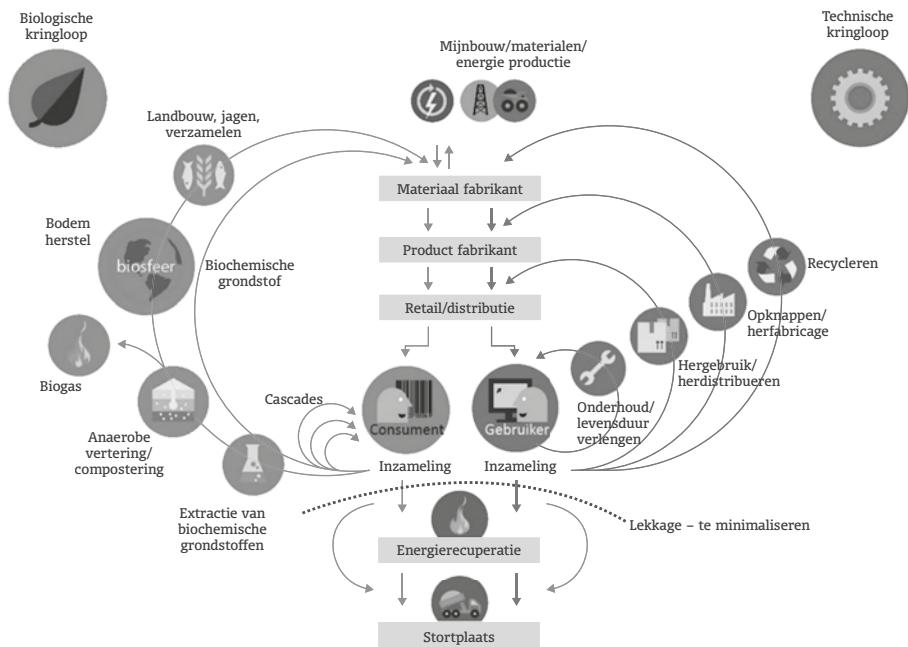 Biologische
kringloop
Technische
kringloop
Mijnbouw/materialen/
energie productie
Landbouw, jagen,
verzamelen
Materiaal fabrikant
Bodem
herstel
biosfeer
Biochemische
grondstof
Product fabrikant
Recycleren
Retail/distributie
Opknappen/
herfabricage
Biogas
Hergebruik/
herdistribueren
Cascades
Consument
Gebruiker
Onderhoud/
levensduur
verlengen
Anaerobe
vertering/
compostering
Inzameling
Inzameling
Extractie van
biochemische
grondstoffen
Lekkage – te minimaliseren
Energierecuperatie
Stortplaats